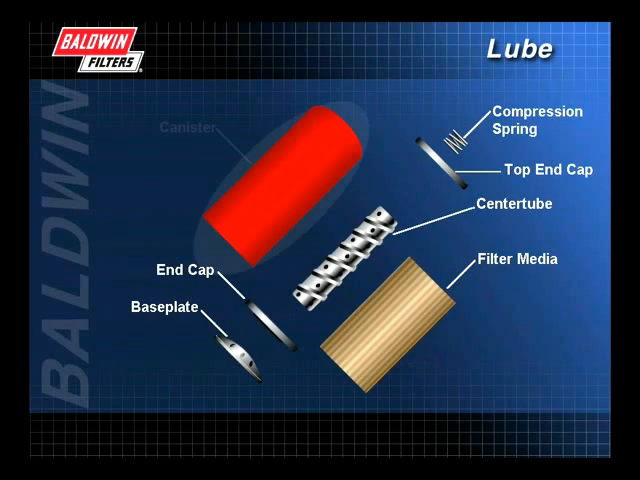 BALDWIN
FILTERS
Lube
Compression
Spring
Canister
Top End Cap
Centertube
Filter Media
End Cap
Baseplate
BALDWIN